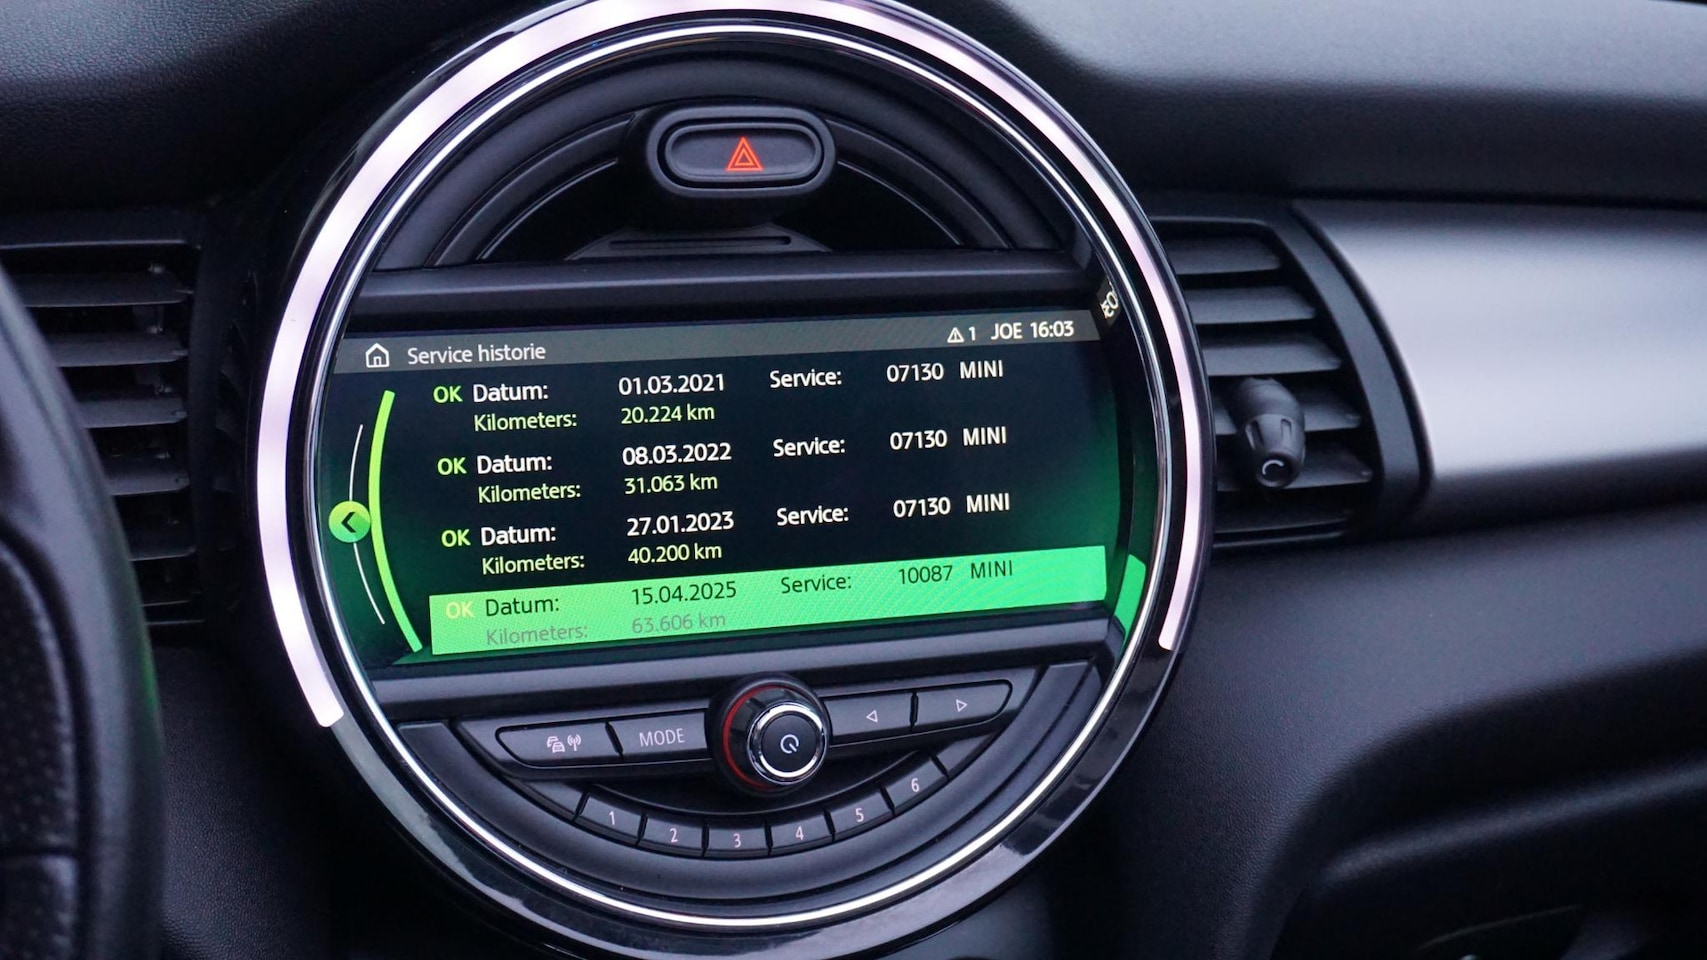 Service historie
1 JOE 16:03
OK Datum: 01.03.2021 Service: 07130 MINI
Kilometers: 20.224 km
OK Datum: 08.03.2022 Service: 07130 MINI
Kilometers: 31.063 km
OK Datum: 27.01.2023 Service: 07130 MINI
Kilometers: 40.200 km
OK Datum: 15.04.2025 Service: 10087 MINI
Kilometers: 63.606 km
MODE
1 2 3 4 5 6